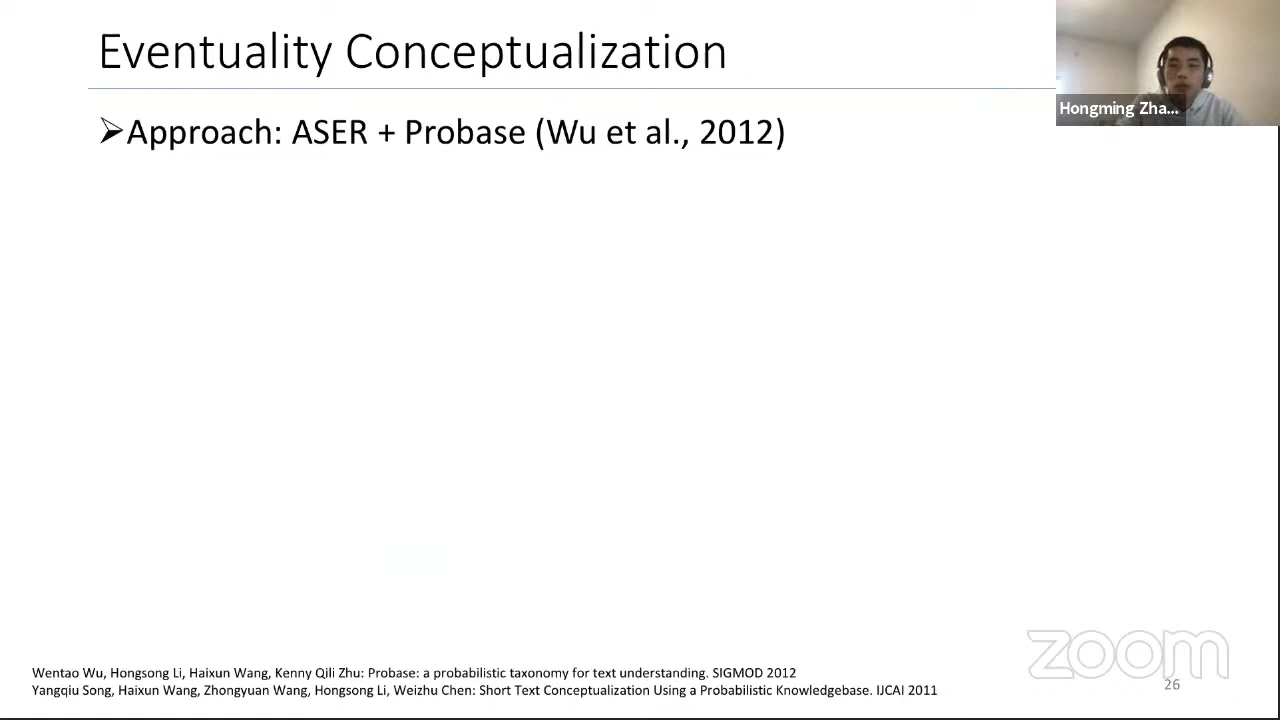 Eventuality Conceptualization
Hongming Zha...
➢Approach: ASER + Probase (Wu et al., 2012)
zoom
Wentao Wu, Hongsong Li, Haixun Wang, Kenny Qili Zhu: Probase: a probabilistic taxonomy for text understanding. SIGMOD 2012
Yangqiu Song, Haixun Wang, Zhongyuan Wang, Hongsong Li, Weizhu Chen: Short Text Conceptualization Using a Probabilistic Knowledgebase. IJCAI 2011
26